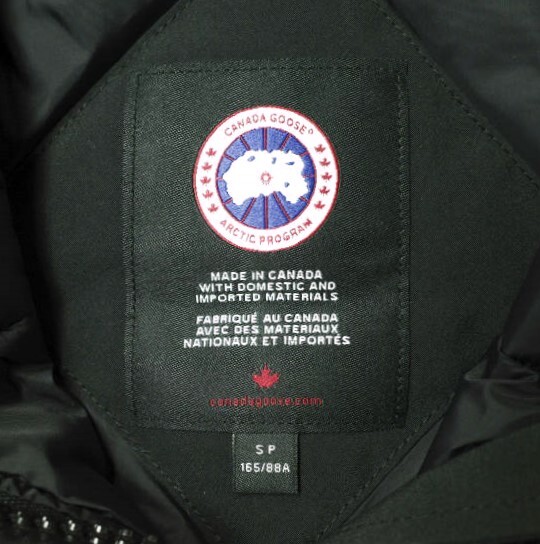 CANADA GOOSE®
ARCTIC PROGRAM
MADE IN CANADA
WITH DOMESTIC AND
IMPORTED MATERIALS
FABRIQUÉ AU CANADA
AVEC DES MATERIAUX
NATIONAUX ET IMPORTÉS
canadagoose.com
S P
165/88A